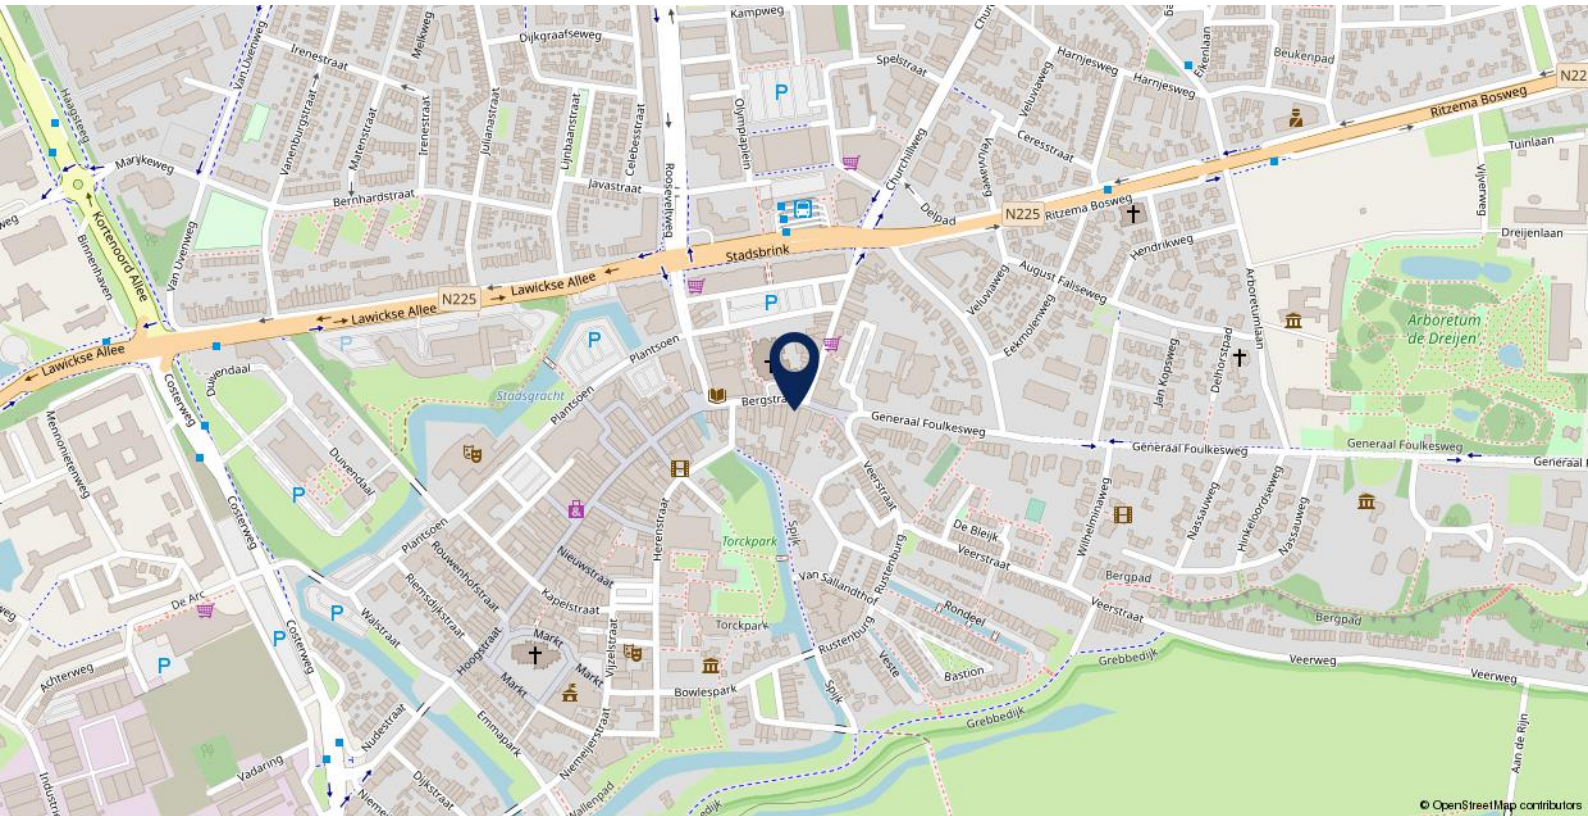 Kampweg
Dijkgraafseweg
Melkweg
Van Uvenweg
Irenestraat
Spelstraat
Harnjesweg
Eikenlaan
Beukenpad
N22
Ritzema Bosweg
Haagsteeg
Vanenburgstraat
Matenstraat
Irenestraat
Julianastraat
Lijnbaanstraat
Celebesstraat
Olympiaplein
P
Churchillweg
Veluviaweg
Harnjesweg
Ceresstraat
Veluviaweg
Tuinlaan
Marijkeweg
Bernhardstraat
Javastraat
Rooseveltweg
Delpad
N225
Ritzema Bosweg
Vijverweg
Dreijenlaan
Kortenoord Allee
Binnenhaven
Van Uvenweg
Stadsbrink
Hendrikweg
Arboretumlaan
August Faliseweg
Veluviaweg
Lawickse Allee
N225
Lawickse Allee
P
Eekmolenweg
Arboretum
de Dreijen
Lawickse Allee
P
P
Plantsoen
Jan Kopsweg
Delhorstpad
Duivendaal
Costerweg
Stadsgracht
Plantsoen
Bergstra
Generaal Foulkesweg
Generaal Foulkesweg
Generaal Foulkesweg
Generaal F
Mennonietenweg
Duivendaal
P
Costerweg
Plantsoen
Herenstraat
Veerstraat
Spijk
Torckpark
De Bleijk
Veerstraat
Wilhelminaweg
Nassauweg
Hinkeloordseweg
Nassauweg
Rouwenhofstraat
Riemsdijkstraat
Nieuwstraat
Kapelstraat
Van Sallandthof
Rustenburg
Rondeel
Bergpad
Veerstraat
Bergpad
De Arc
P
P
Costerweg
Walstraat
Hoogstraat
Markt
Markt
Markt
Vijzelstraat
Torckpark
Rustenburg
Veste
Bastion
Grebbedijk
Veerweg
Veerweg
Achterweg
P
Bowlespark
Spijk
Grebbedijk
Nudestraat
Emmapark
Niemeijerstraat
Aan de Rijn
Vadaring
Dijkstraat
© OpenStreetMap contributors